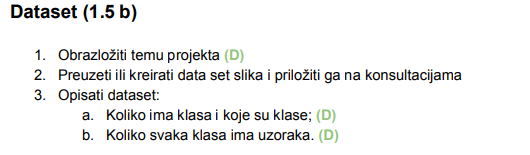 Dataset (1.5 b)
1. Obrazložiti temu projekta (D)
2. Preuzeti ili kreirati data set slika i priložiti ga na konsultacijama
3. Opisati dataset:
a. Koliko ima klasa i koje su klase; (D)
b. Koliko svaka klasa ima uzoraka. (D)